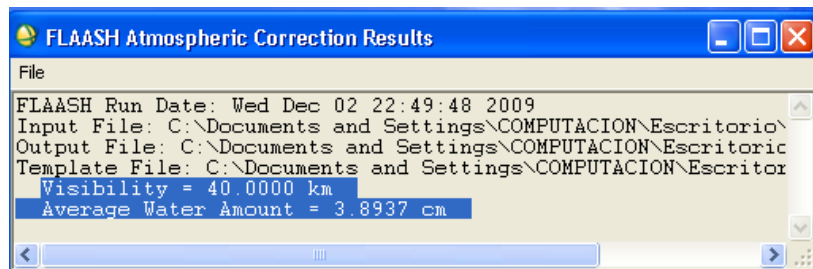 FLAASH Atmospheric Correction Results
File
FLAASH Run Date: Wed Dec 02 22:49:48 2009
Input File: C:\Documents and Settings\COMPUTACION\Escritorio\
Output File: C:\Documents and Settings\COMPUTACION\Escritorio
Template File: C:\Documents and Settings\COMPUTACION\Escritor
Visibility = 40.0000 km
Average Water Amount = 3.8937 cm